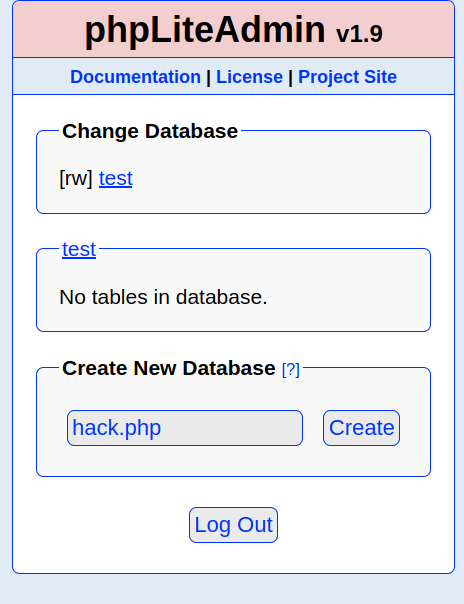 phpLiteAdmin v1.9
Documentation | License | Project Site
Change Database
[rw] test
test
No tables in database.
Create New Database [?]
hack.php Create
Log Out